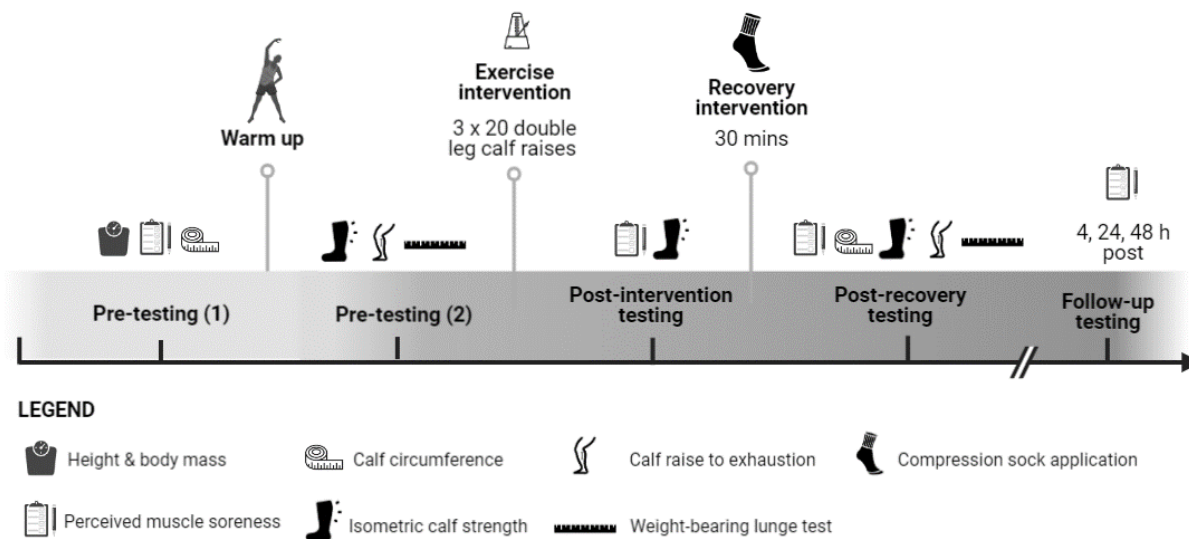 Warm up
Exercise
intervention
3 x 20 double
leg calf raises
Recovery
intervention
30 mins
4, 24, 48 h
post
Pre-testing (1)
Pre-testing (2)
Post-intervention
testing
Post-recovery
testing
Follow-up
testing
LEGEND
Height & body mass
Calf circumference
Calf raise to exhaustion
Compression sock application
Perceived muscle soreness
Isometric calf strength
Weight-bearing lunge test